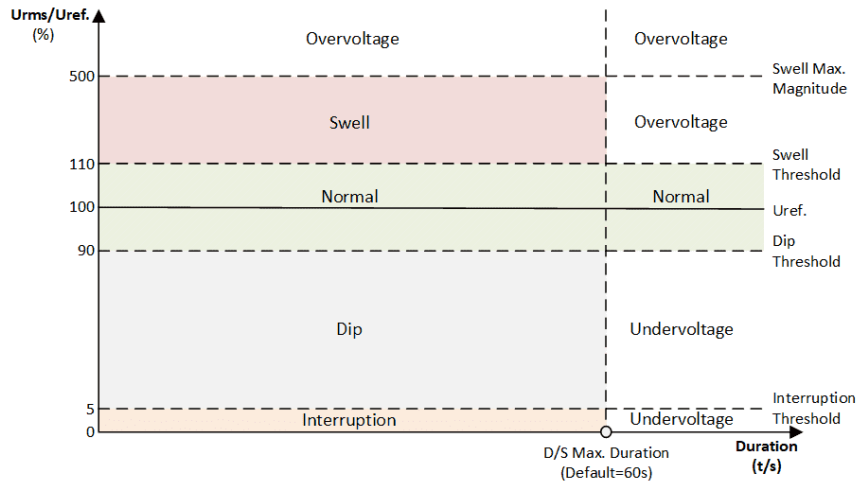 Urms/Uref.
(%)
Overvoltage
Overvoltage
500
Swell Max.
Magnitude
Swell
Overvoltage
110
Swell
Threshold
Normal
Normal
100
Uref.
Dip
90
Threshold
Dip
Undervoltage
Interruption
5
Threshold
Interruption
Undervoltage
0
D/S Max. Duration
(Default=60s)
Duration
(t/s)